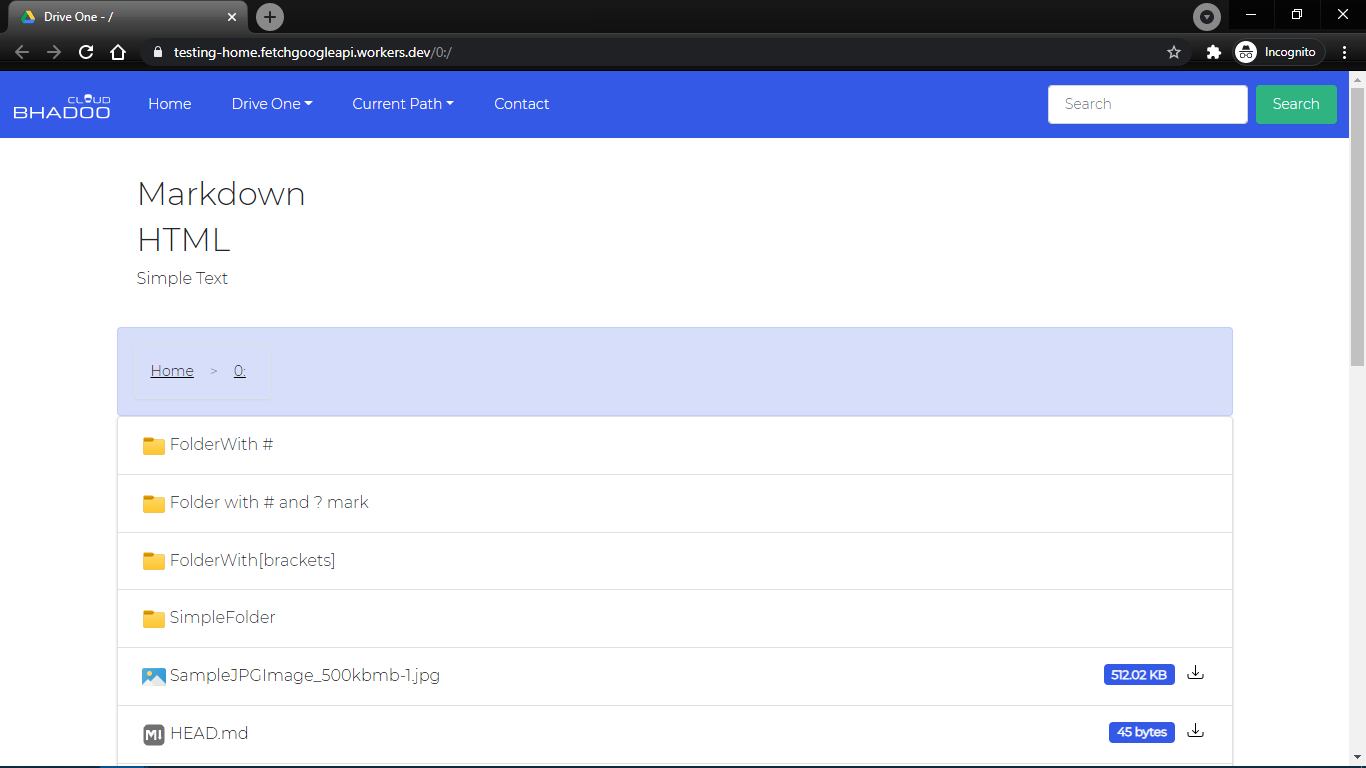 Drive One - /
testing-home.fetchgoogleapi.workers.dev/0:/
Incognito
CLOUD
BHADOO
Home
Drive One
Current Path
Contact
Search
Search
Markdown
HTML
Simple Text
Home > 0:
FolderWith #
Folder with # and ? mark
FolderWith[brackets]
SimpleFolder
SampleJPGImage_500kbmb-1.jpg 512.02 KB
HEAD.md 45 bytes